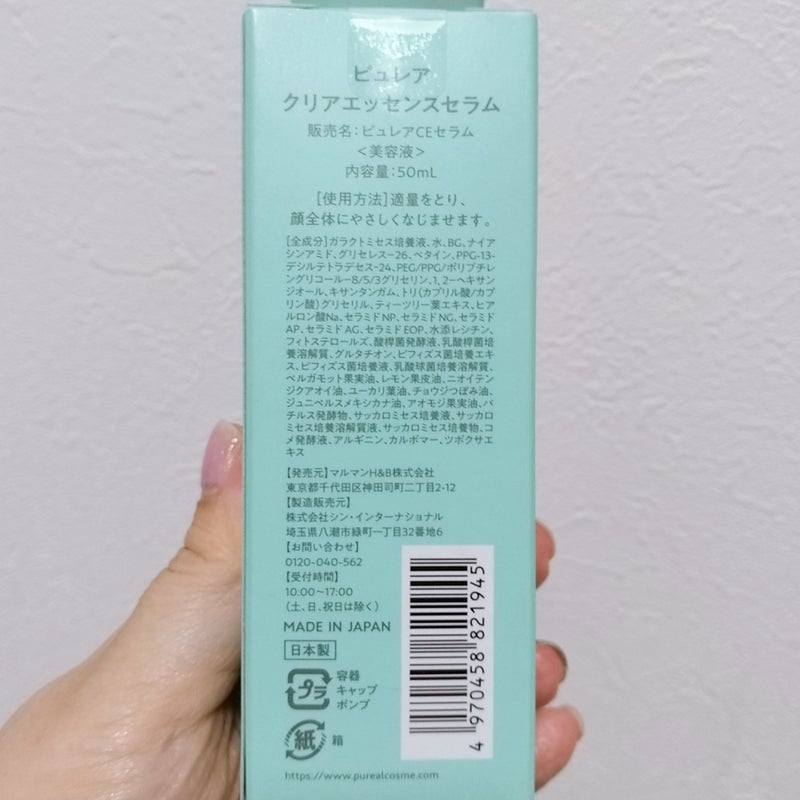 ピュレア
クリアエッセンスセラム
販売名：ピュレアCEセラム
＜美容液＞
内容量：50mL
［使用方法］適量をとり、
顔全体にやさしくなじませます。
［全成分］ガラクトミセス培養液、水、BG、ナイア
シンアミド、グリセレス-26、ベタイン、PPG-13-
デシルテトラデセス-24、PEG/PPG/ポリブチレ
ングリコール-8/5/3グリセリン、1,2-ヘキサン
ジオール、キサンタンガム、トリ（カプリル酸/カプ
リン酸）グリセリル、ティーツリー葉エキス、ヒアル
ロン酸Na、セラミドNP、セラミドNG、セラミド
AP、セラミドAG、セラミドEOP、水添レシチン、
フィトステロールズ、酸桿菌発酵液、乳酸桿菌培
養溶解質、グルタチオン、ビフィズス菌培養エキ
ス、ビフィズス菌培養液、乳酸球菌培養溶解質、
ベルガモット果実油、レモン果皮油、ニオイテン
ジクアオイ油、ユーカリ葉油、チョウジつぼみ油、
ジュニペルスメキシカナ油、アオモジ果実油、バ
チルス発酵物、サッカロミセス培養液、サッカロ
ミセス培養溶解質液、サッカロミセス培養物、コ
メ発酵液、アルギニン、カルボマー、ツボクサエ
キス
【発売元】マルマンH&B株式会社
東京都千代田区神田司町二丁目2-12
【製造販売元】
株式会社シン・インターナショナル
埼玉県八潮市緑町一丁目32番地6
【お問い合わせ】
0120-040-562
【受付時間】
10:00〜17:00
（土、日、祝日は除く）
MADE IN JAPAN
日本製
プラ
容器
キャップ
ポンプ
紙 箱
4 970458 821945
https://www.purealcosme.com